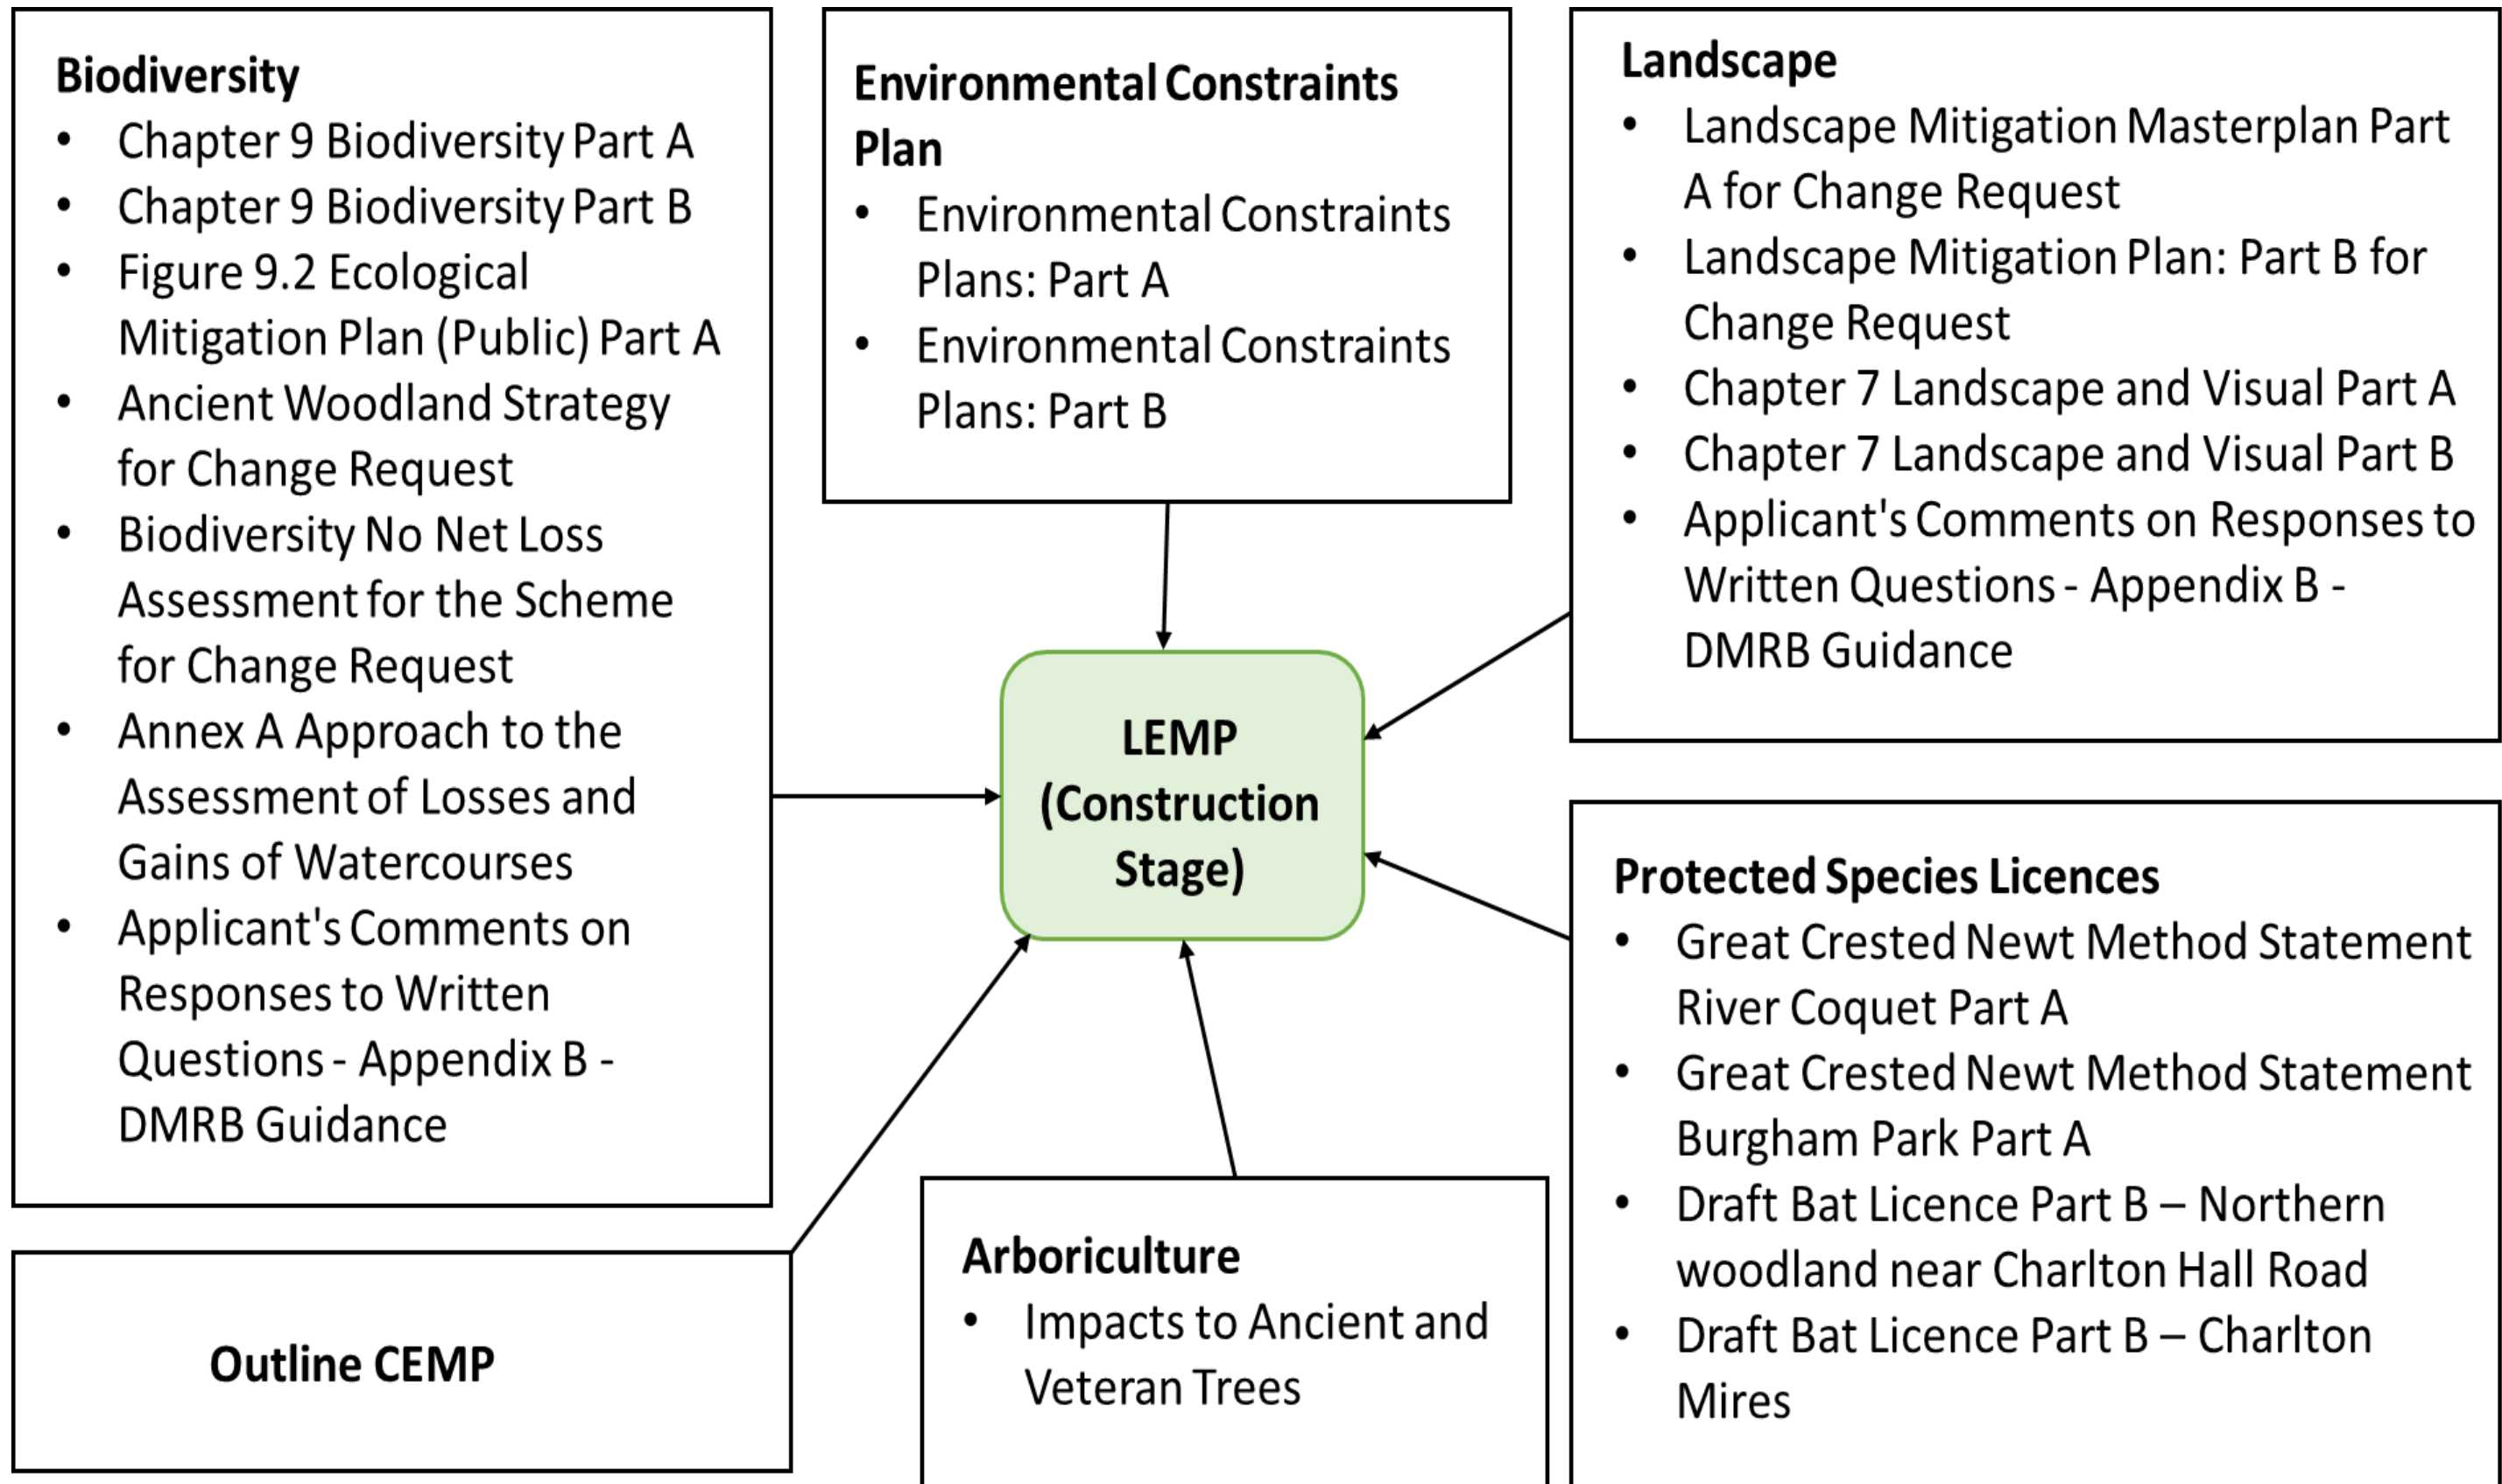 Biodiversity
• Chapter 9 Biodiversity Part A
• Chapter 9 Biodiversity Part B
• Figure 9.2 Ecological
Mitigation Plan (Public) Part A
• Ancient Woodland Strategy
for Change Request
• Biodiversity No Net Loss
Assessment for the Scheme
for Change Request
• Annex A Approach to the
Assessment of Losses and
Gains of Watercourses
• Applicant's Comments on
Responses to Written
Questions - Appendix B -
DMRB Guidance
Environmental Constraints
Plan
• Environmental Constraints
Plans: Part A
• Environmental Constraints
Plans: Part B
Landscape
• Landscape Mitigation Masterplan Part
A for Change Request
• Landscape Mitigation Plan: Part B for
Change Request
• Chapter 7 Landscape and Visual Part A
• Chapter 7 Landscape and Visual Part B
• Applicant's Comments on Responses to
Written Questions - Appendix B -
DMRB Guidance
LEMP
(Construction
Stage)
Protected Species Licences
• Great Crested Newt Method Statement
River Coquet Part A
• Great Crested Newt Method Statement
Burgham Park Part A
• Draft Bat Licence Part B – Northern
woodland near Charlton Hall Road
• Draft Bat Licence Part B – Charlton
Mires
Outline CEMP
Arboriculture
• Impacts to Ancient and
Veteran Trees